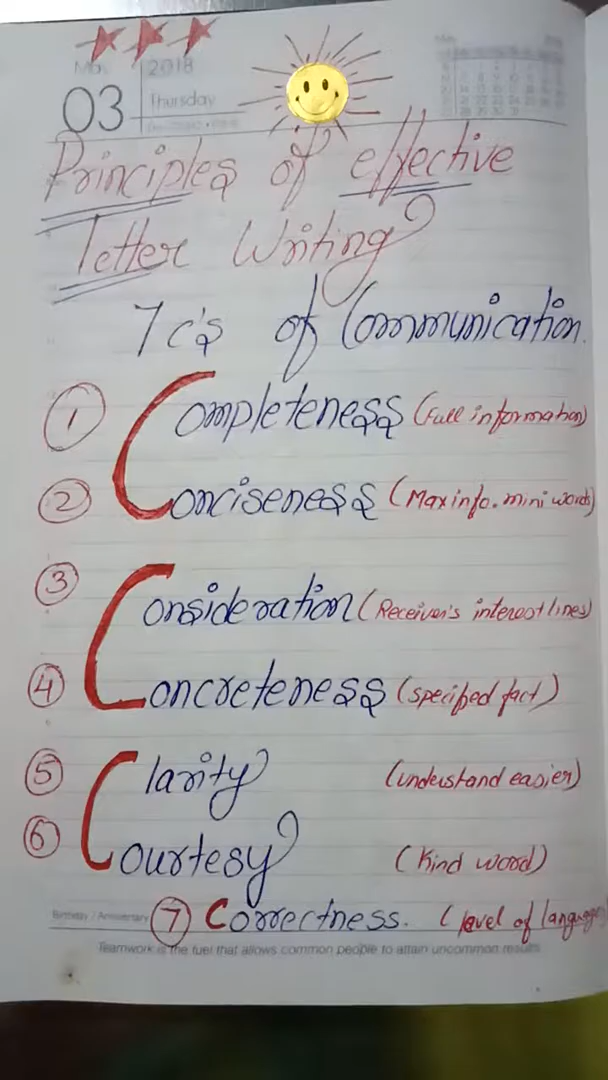 2018
03
Thursday
Principles of effective
letter Writing
7 c's of Communication.
1 Completeness (Full information)
2 Conciseness (Max info. mini words)
3 Consideration (Receiver's interest lines)
4 Concreteness (specified fact)
5 Clarity (understand easier)
6 Courtesy (Kind word)
Birthday / Anniversary 7 Correctness. (level of language)
Teamwork is the fuel that allows common people to attain uncommon results